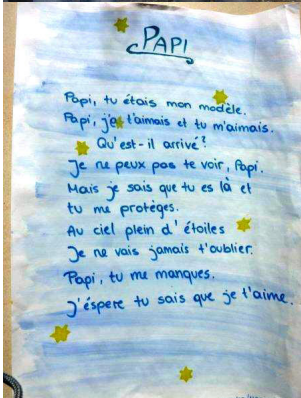 PAPI
Papi, tu étais mon modèle.
Papi, je t'aimais et tu m'aimais.
Qu'est-il arrivé?
Je ne peux pas te voir, Papi.
Mais je sais que tu es là et
tu me protèges.
Au ciel plein d'étoiles
Je ne vais jamais t'oublier.
Papi, tu me manques.
J'éspere tu sais que je t'aime.